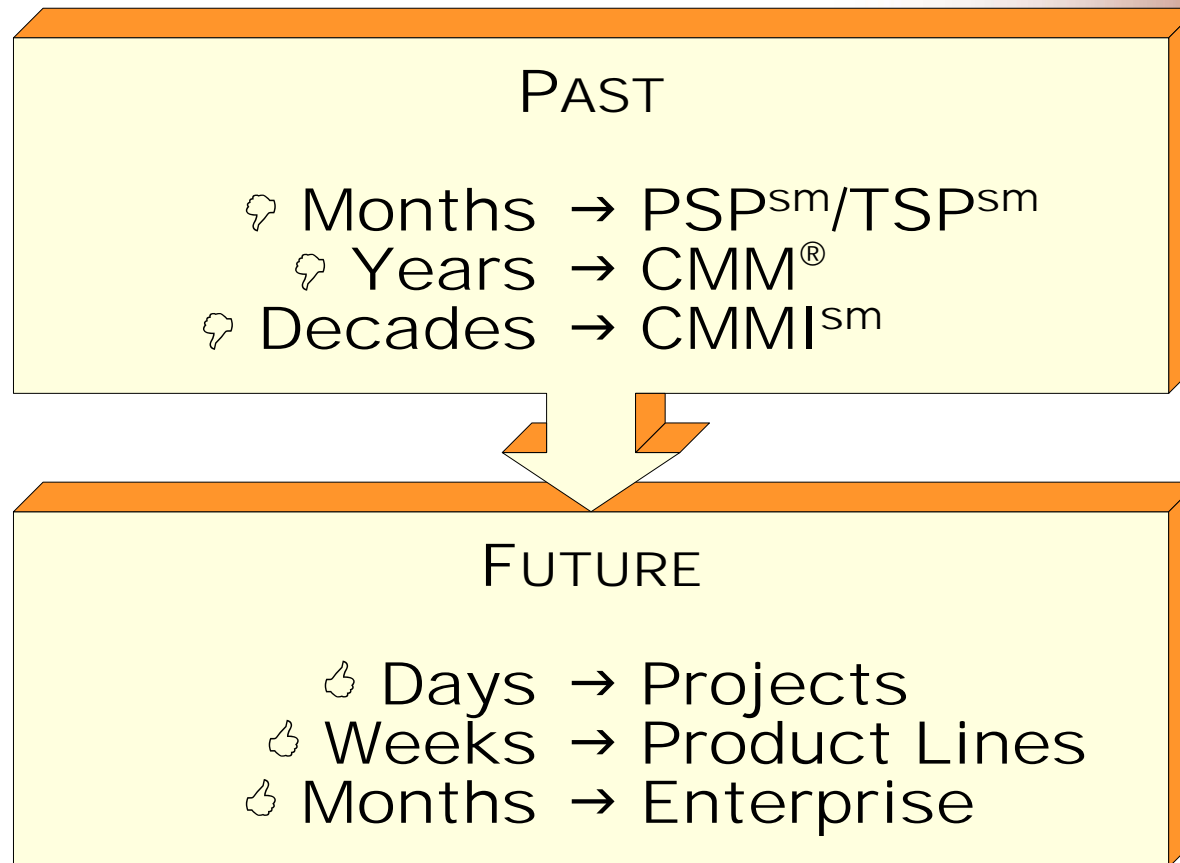 PAST
Months → PSPsm/TSPsm
Years → CMM®
Decades → CMMIsm
FUTURE
Days → Projects
Weeks → Product Lines
Months → Enterprise